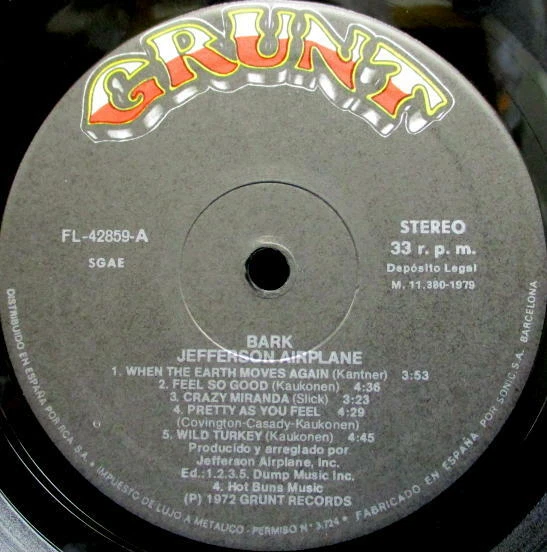 GRUNT
FL-42859-A
SGAE
STEREO
33 r. p. m.
Depósito Legal
M. 11.380-1979
BARK
JEFFERSON AIRPLANE
1. WHEN THE EARTH MOVES AGAIN (Kantner) 3:53
2. FEEL SO GOOD (Kaukonen) 4:36
3. CRAZY MIRANDA (Slick) 3:23
4. PRETTY AS YOU FEEL 4:29
(Covington-Casady-Kaukonen)
5. WILD TURKEY (Kaukonen) 4:45
Producido y arreglado por
Jefferson Airplane, Inc.
Ed.:1.2.3.5. Dump Music Inc.
4. Hot Buns Music
(P) 1972 GRUNT RECORDS
DISTRIBUIDO EN ESPAÑA POR RCA S.A. * IMPUESTO DE LUJO A METALICO - PERMISO N° 3.724 * FABRICADO EN ESPAÑA POR SONIC, S.A. BARCELONA